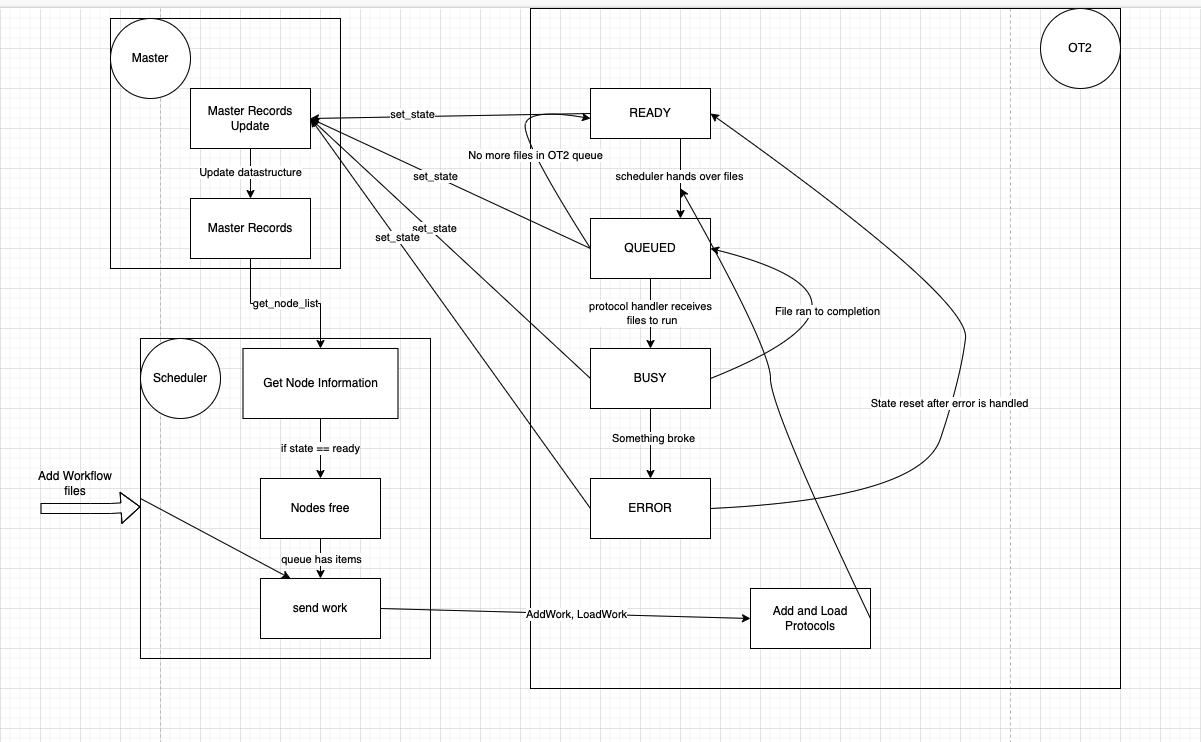 Master
OT2
Master Records
Update
READY
set_state
No more files in OT2 queue
Update datastructure
set_state
scheduler hands over files
Master Records
set_state
set_state
QUEUED
get_node_list
protocol handler receives
files to run
File ran to completion
Scheduler
Get Node Information
BUSY
State reset after error is handled
if state == ready
Something broke
Add Workflow
files
Nodes free
ERROR
queue has items
send work
AddWork, LoadWork
Add and Load
Protocols